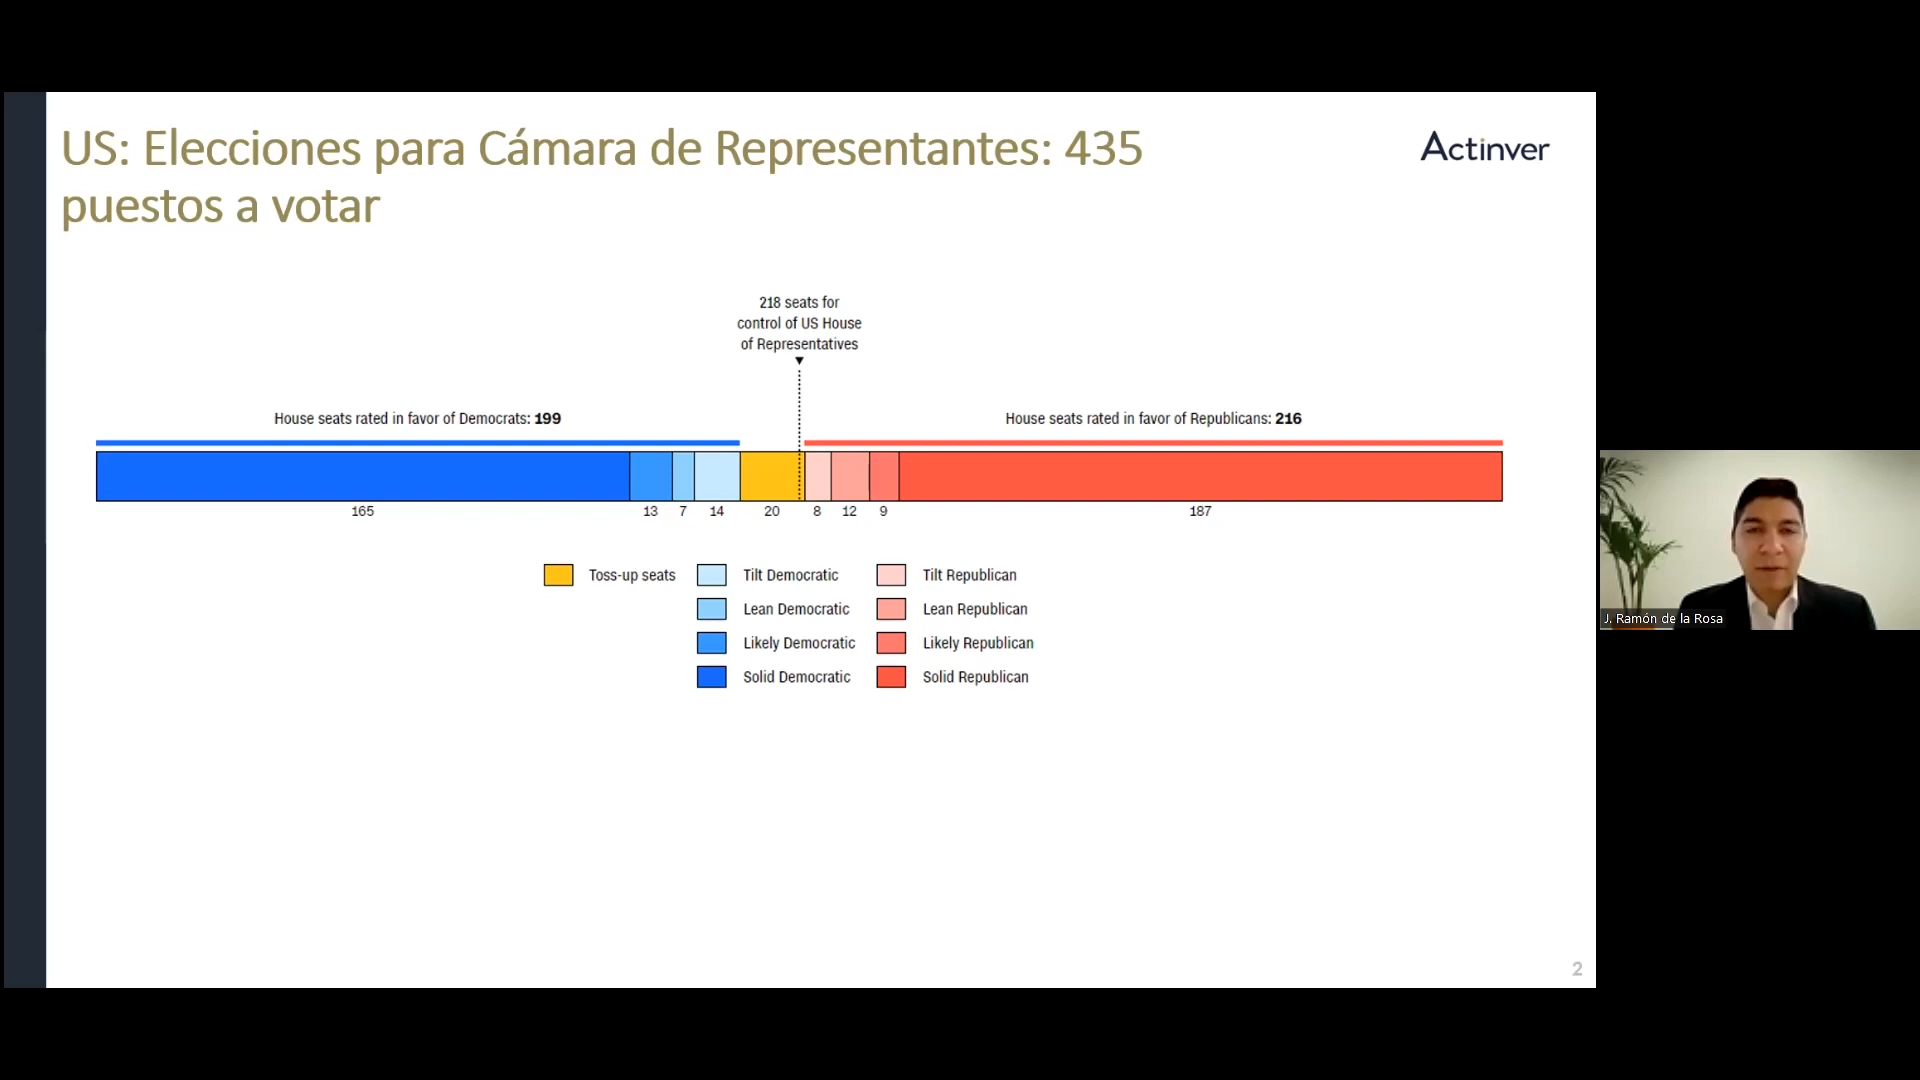 US: Elecciones para Cámara de Representantes: 435
puestos a votar
Actinver
218 seats for
control of US House
of Representatives
House seats rated in favor of Democrats: 199
House seats rated in favor of Republicans: 216
165 13 7 14 20 8 12 9 187
Toss-up seats
Tilt Democratic
Tilt Republican
Lean Democratic
Lean Republican
Likely Democratic
Likely Republican
Solid Democratic
Solid Republican
J. Ramón de la Rosa
2